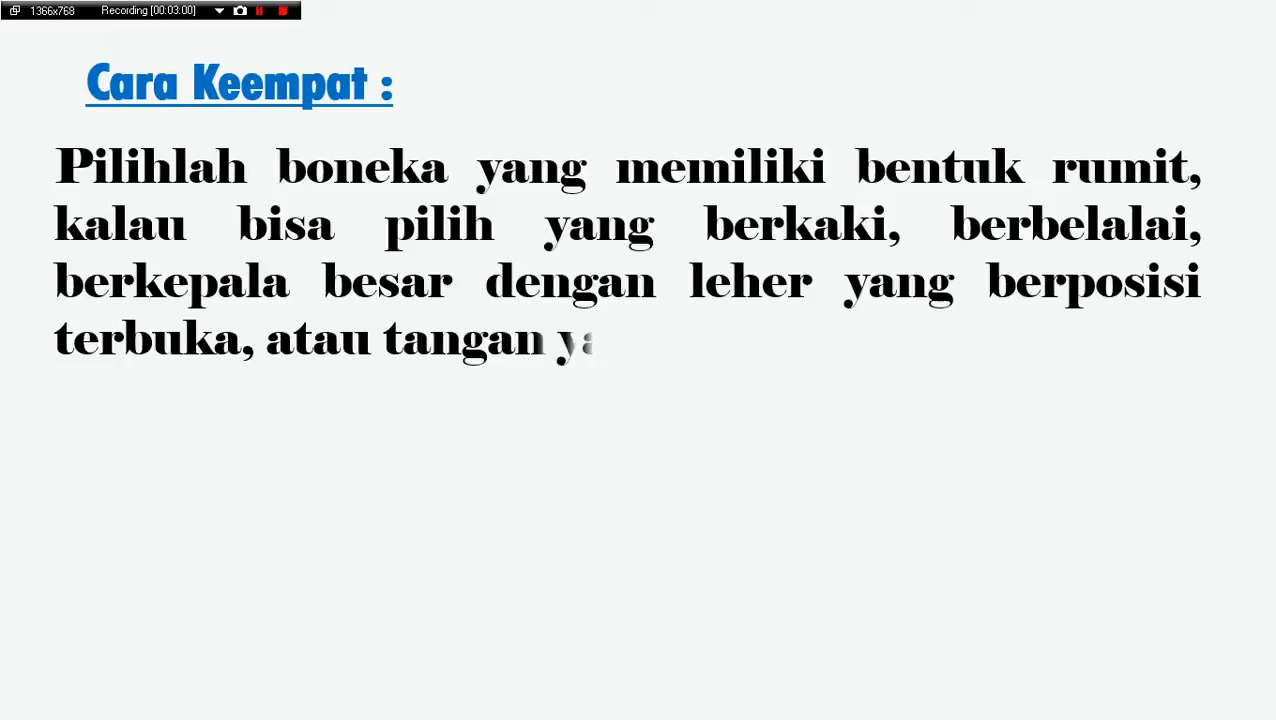 1366x768 Recording [00:03:00]
Cara Keempat :
Pilihlah boneka yang memiliki bentuk rumit,
kalau bisa pilih yang berkaki, berbelalai,
berkepala besar dengan leher yang berposisi
terbuka, atau tangan